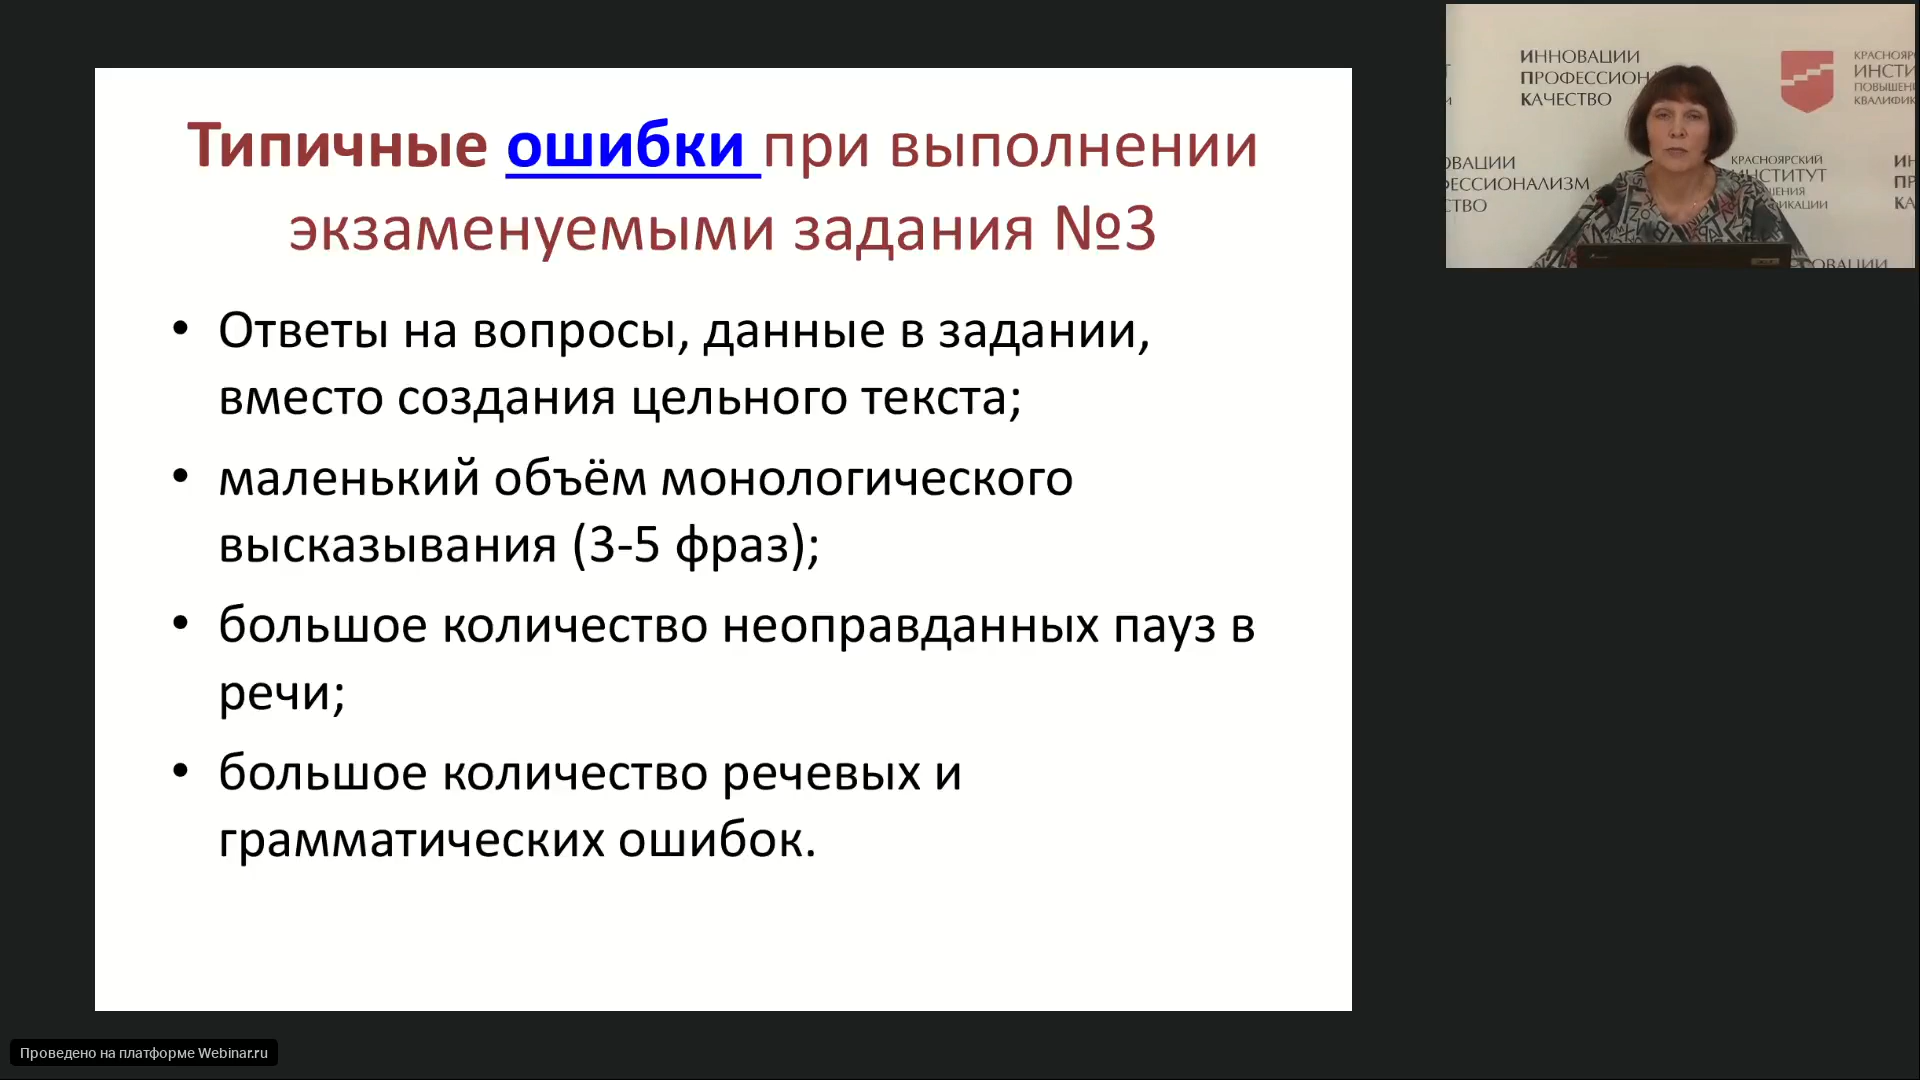 Типичные ошибки при выполнении
экзаменуемыми задания №3
• Ответы на вопросы, данные в задании,
вместо создания цельного текста;
• маленький объём монологического
высказывания (3-5 фраз);
• большое количество неоправданных пауз в
речи;
• большое количество речевых и
грамматических ошибок.
ИННОВАЦИИ
КАЧЕСТВО
КРАСНОЯРСКИЙ
ИНСТИТУТ
Проведено на платформе Webinar.ru